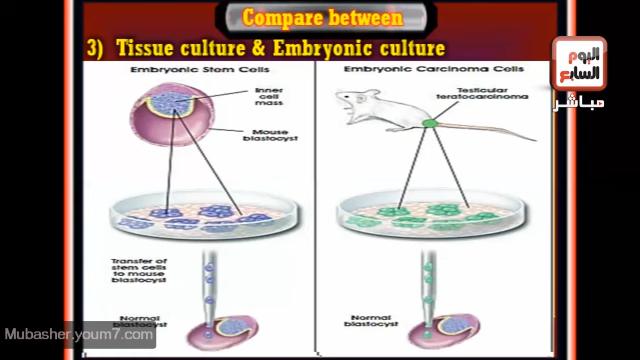 Compare between
3) Tissue culture & Embryonic culture
اليوم السابع
مباشر
Embryonic Stem Cells
Inner
cell
mass
Mouse
blastocyst
Transfer of
stem cells
to mouse
blastocyst
Normal
blastocyst
Embryonic Carcinoma Cells
Testicular
teratocarcinoma
Normal
blastocyst
Mubasher.youm7.com